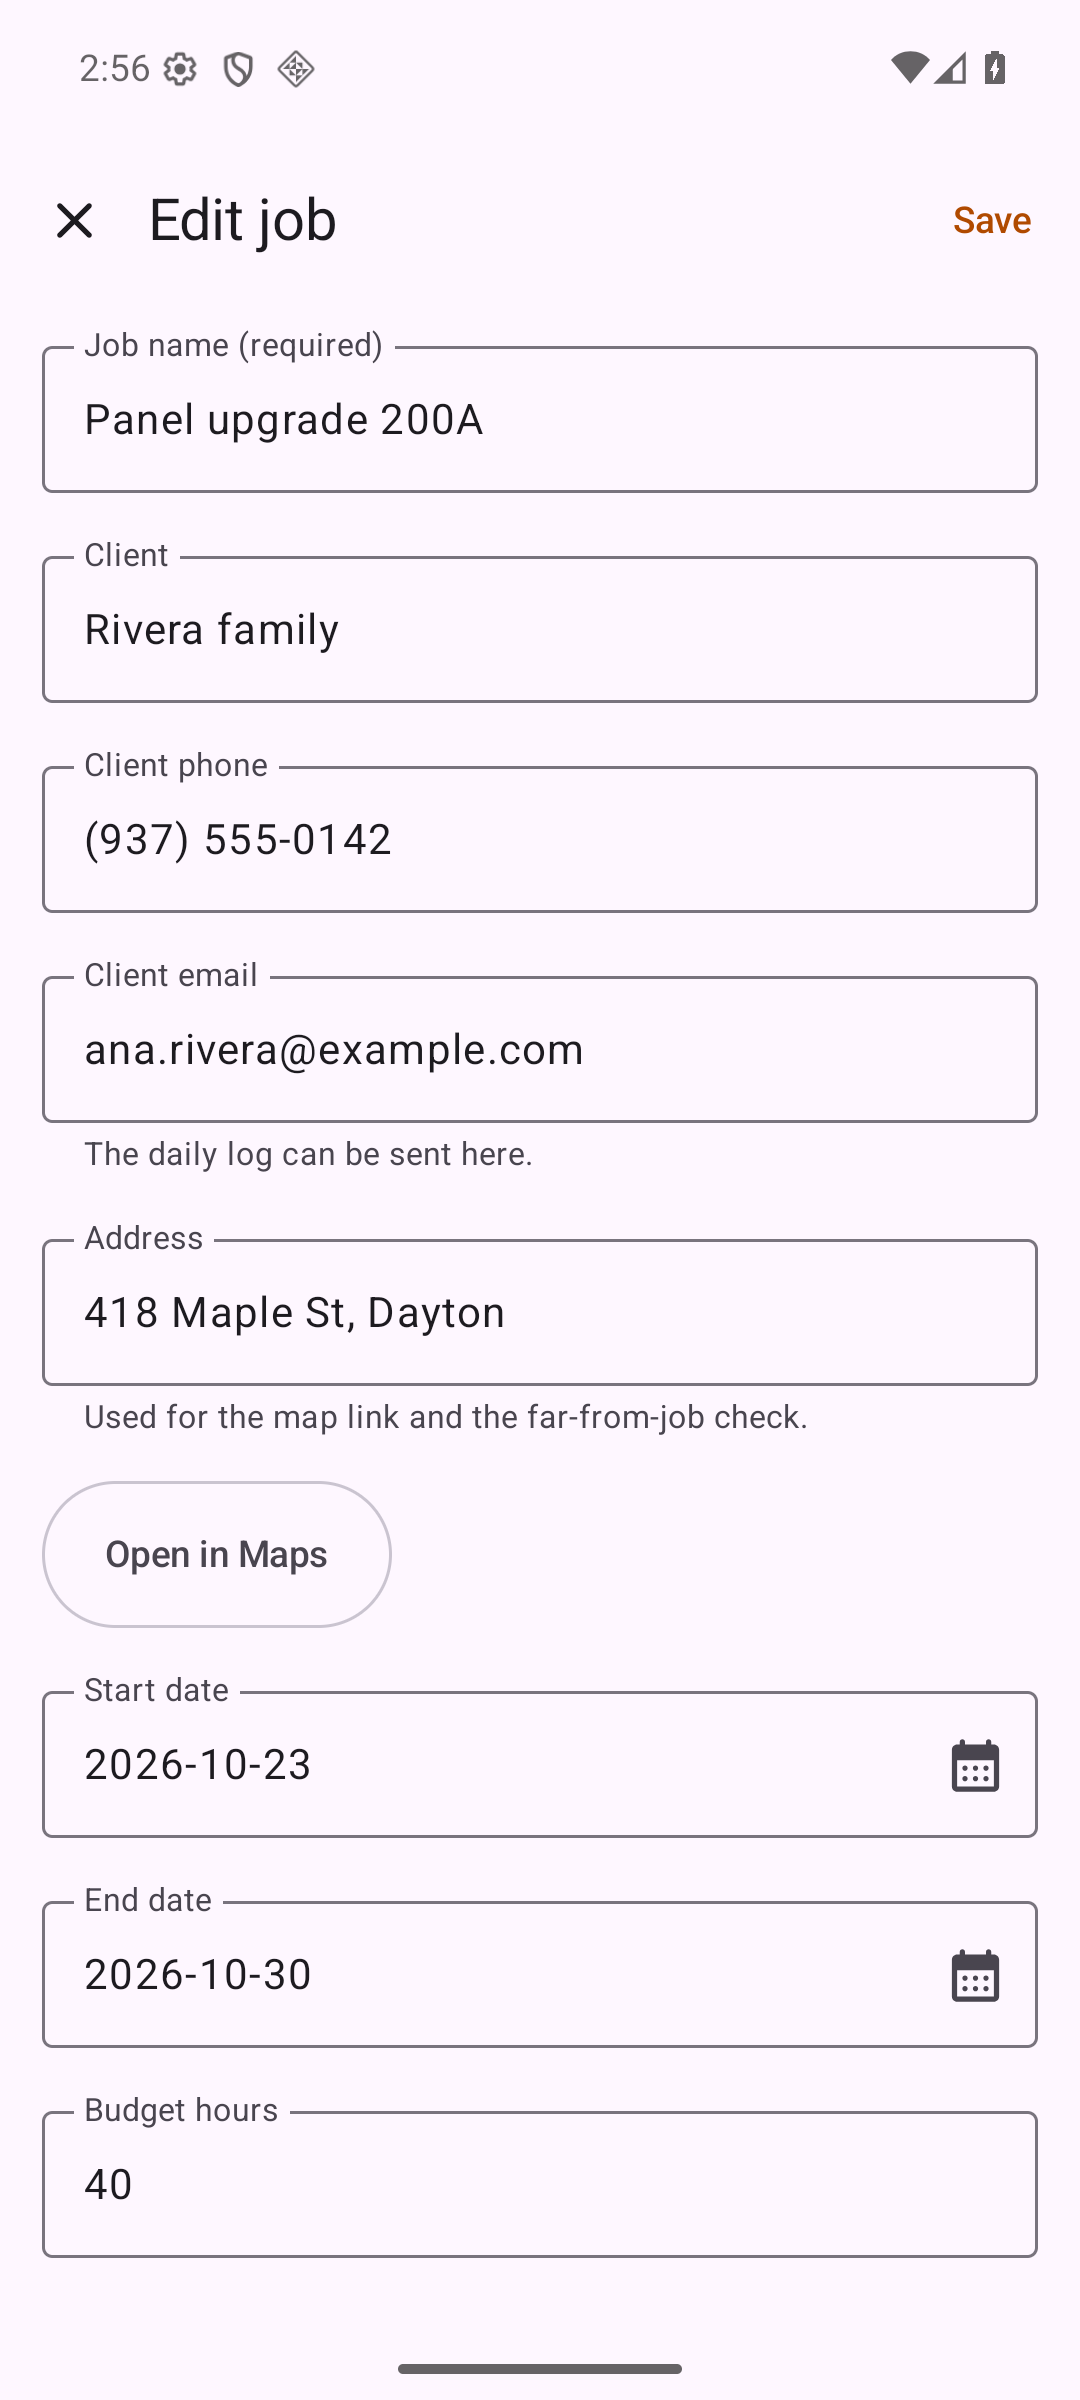 2:56
Edit job
Save
Job name (required)
Panel upgrade 200A
Client
Rivera family
Client phone
(937) 555-0142
Client email
ana.rivera@example.com
The daily log can be sent here.
Address
418 Maple St, Dayton
Used for the map link and the far-from-job check.
Open in Maps
Start date
2026-10-23
End date
2026-10-30
Budget hours
40